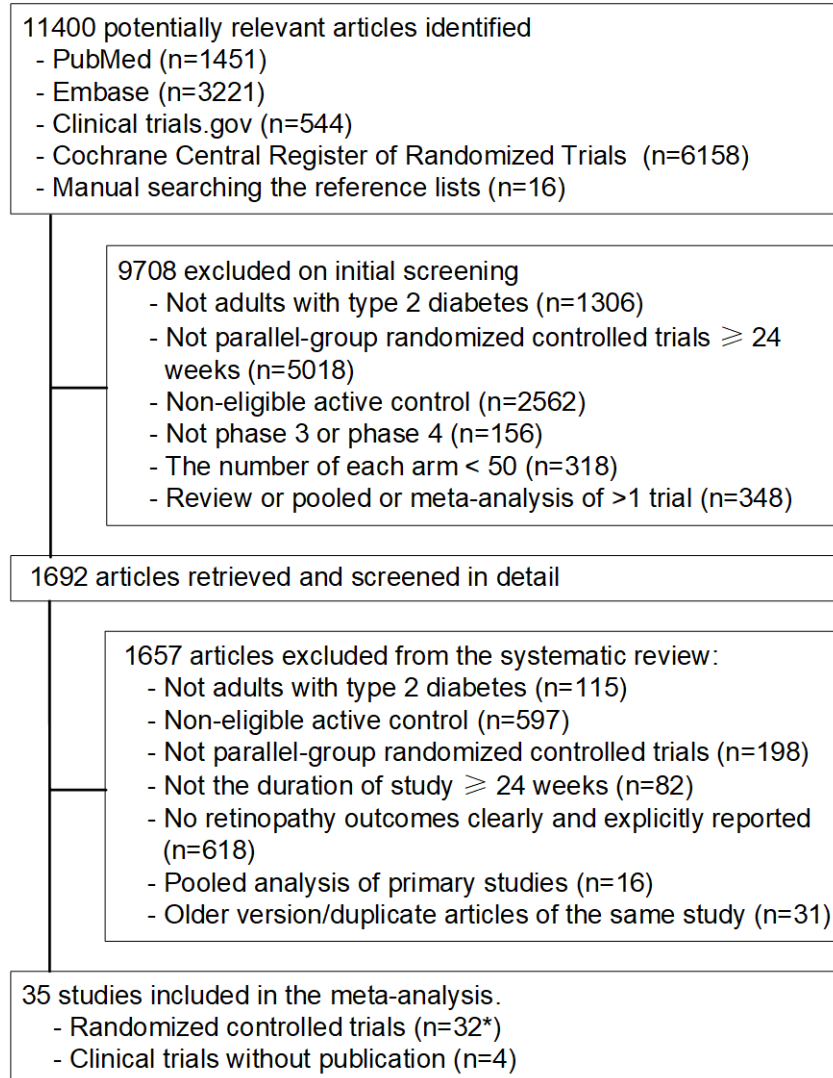 11400 potentially relevant articles identified
- PubMed (n=1451)
- Embase (n=3221)
- Clinical trials.gov (n=544)
- Cochrane Central Register of Randomized Trials (n=6158)
- Manual searching the reference lists (n=16)
9708 excluded on initial screening
- Not adults with type 2 diabetes (n=1306)
- Not parallel-group randomized controlled trials ⩾ 24
weeks (n=5018)
- Non-eligible active control (n=2562)
- Not phase 3 or phase 4 (n=156)
- The number of each arm < 50 (n=318)
- Review or pooled or meta-analysis of >1 trial (n=348)
1692 articles retrieved and screened in detail
1657 articles excluded from the systematic review:
- Not adults with type 2 diabetes (n=115)
- Non-eligible active control (n=597)
- Not parallel-group randomized controlled trials (n=198)
- Not the duration of study ⩾ 24 weeks (n=82)
- No retinopathy outcomes clearly and explicitly reported
(n=618)
- Pooled analysis of primary studies (n=16)
- Older version/duplicate articles of the same study (n=31)
35 studies included in the meta-analysis.
- Randomized controlled trials (n=32*)
- Clinical trials without publication (n=4)